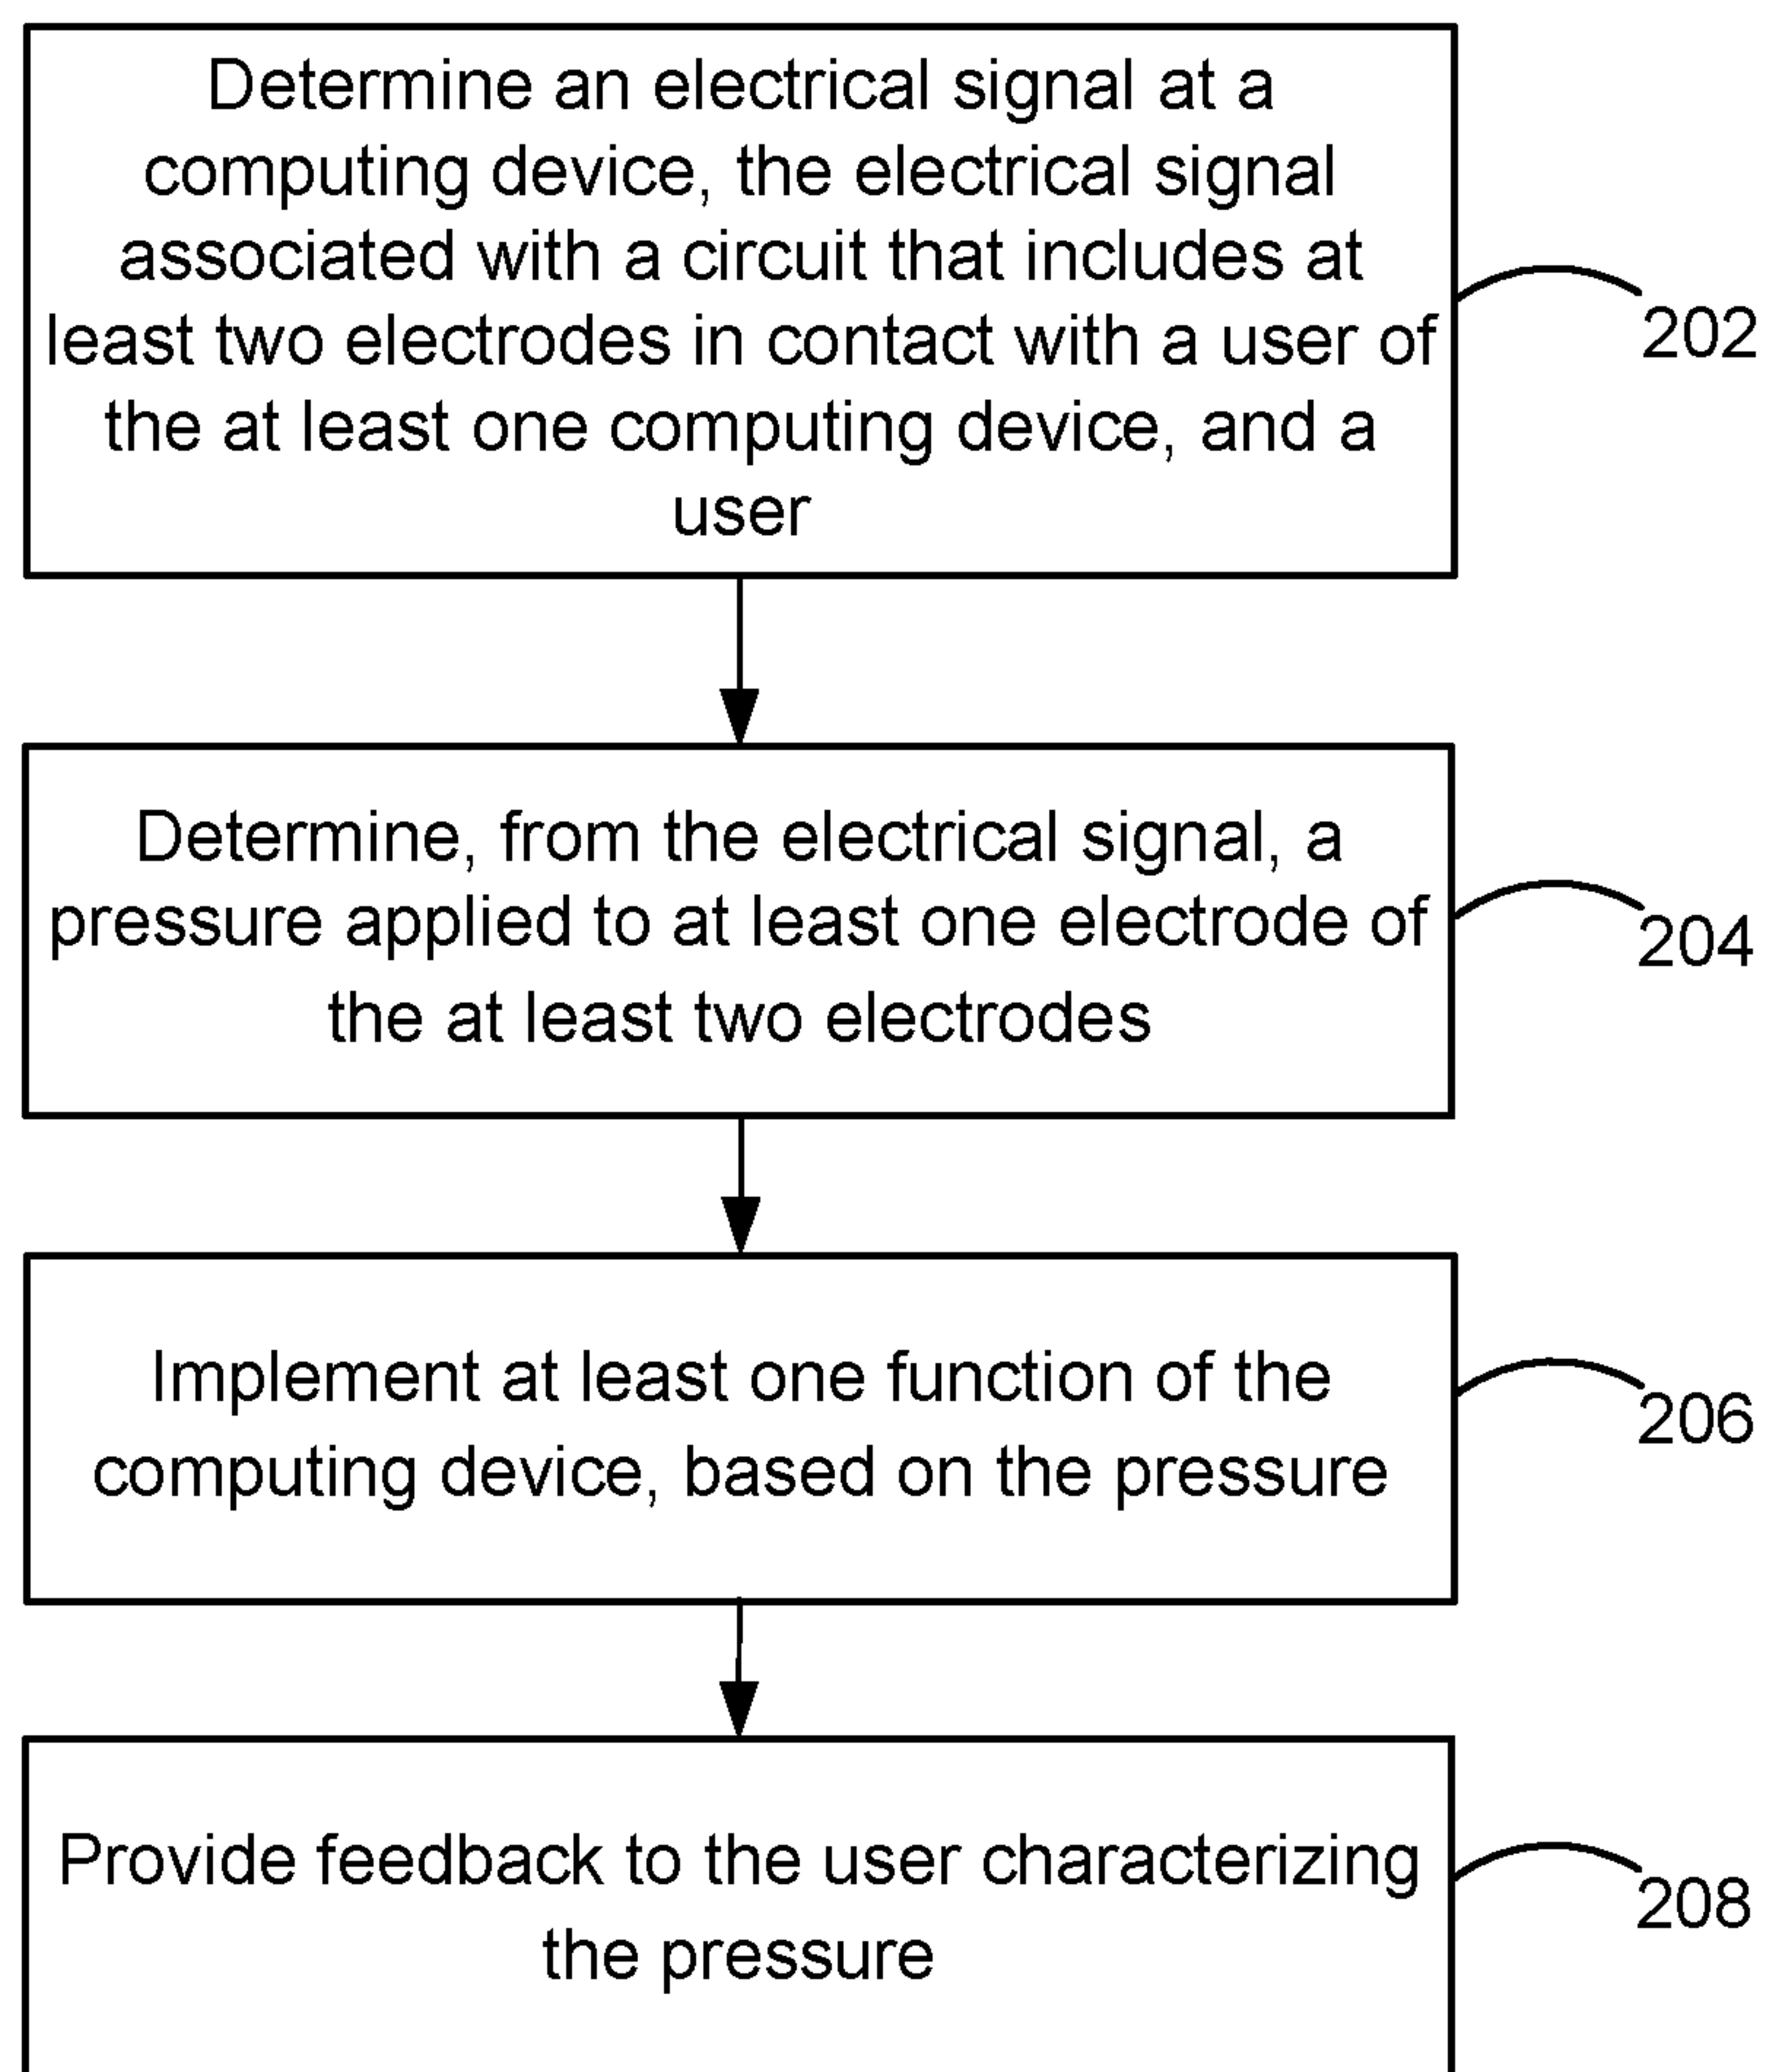 Determine an electrical signal at a
computing device, the electrical signal
associated with a circuit that includes at
least two electrodes in contact with a user of
the at least one computing device, and a
user
202
Determine, from the electrical signal, a
pressure applied to at least one electrode of
the at least two electrodes
204
Implement at least one function of the
computing device, based on the pressure
206
Provide feedback to the user characterizing
the pressure
208